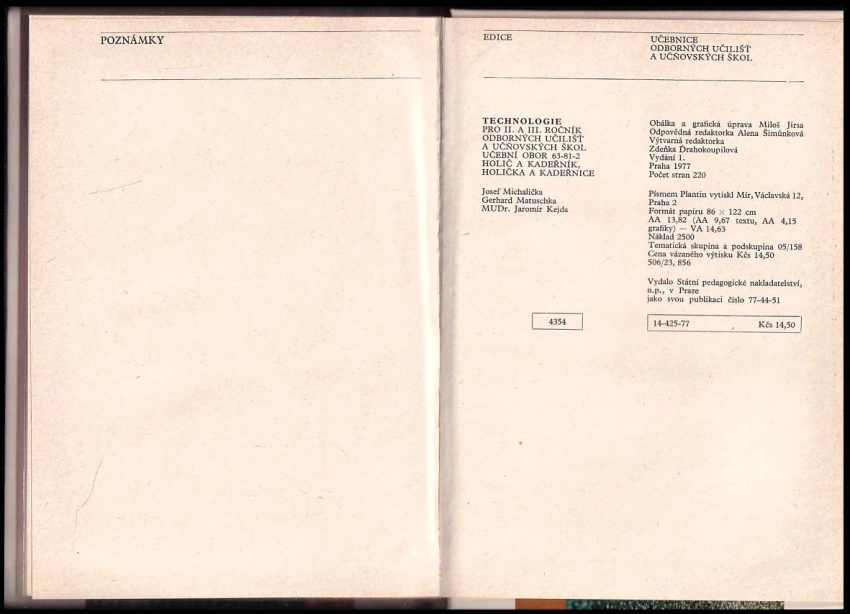 POZNÁMKY
EDICE
UČEBNICE
ODBORNÝCH UČILIŠŤ
A UČŇOVSKÝCH ŠKOL
TECHNOLOGIE
PRO II. A III. ROČNÍK
ODBORNÝCH UČILIŠŤ
A UČŇOVSKÝCH ŠKOL
UČEBNÍ OBOR 63-81-2
HOLIČ A KADEŘNÍK,
HOLIČKA A KADEŘNICE
Josef Michalička
Gerhard Matuschka
MUDr. Jaromír Kejda
4354
Obálka a grafická úprava Miloš Jirsa
Odpovědná redaktorka Alena Šimůnková
Výtvarná redaktorka
Zdeňka Drahokoupilová
Vydání 1.
Praha 1977
Počet stran 220
Písmem Plantin vytiskl Mír, Václavská 12,
Praha 2
Formát papíru 86 × 122 cm
AA 13,82 (AA 9,67 textu, AA 4,15
grafiky) — VA 14,63
Náklad 2500
Tematická skupina a podskupina 05/158
Cena vázaného výtisku Kčs 14,50
506/23, 856
Vydalo Státní pedagogické nakladatelství,
n.p., v Praze
jako svou publikaci číslo 77-44-51
14-425-77 Kčs 14,50